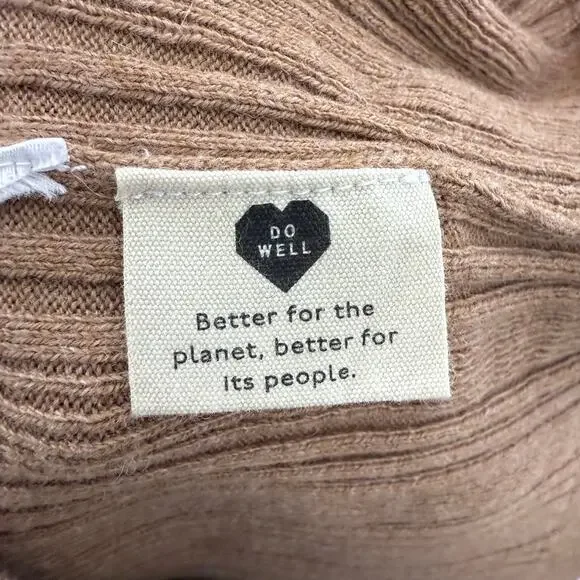 DO
WELL
Better for the
planet, better for
its people.